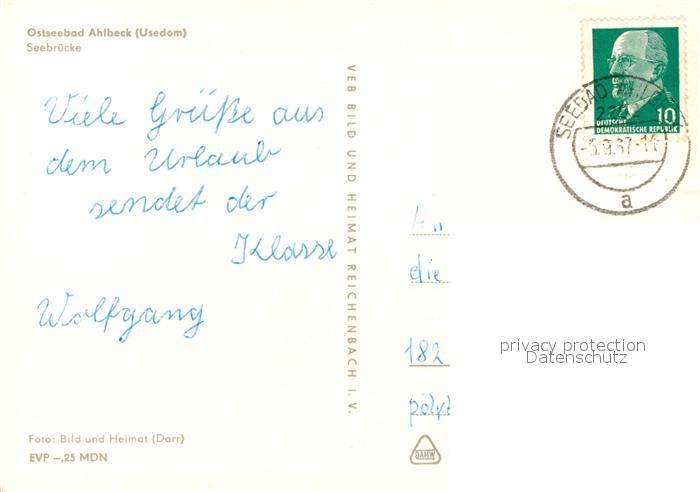 Ostseebad Ahlbeck (Usedom)
Seebrücke
Viele Grüße aus
dem Urlaub
sendet der
Klasse
Wolfgang
Foto: Bild und Heimat (Darr)
EVP –,25 MDN
VEB BILD UND HEIMAT REICHENBACH i. V.
DEUTSCHE
DEMOKRATISCHE REPUBLIK
10
SEEBAD
a
die
182
DAMW
privacy protection
Datenschutz